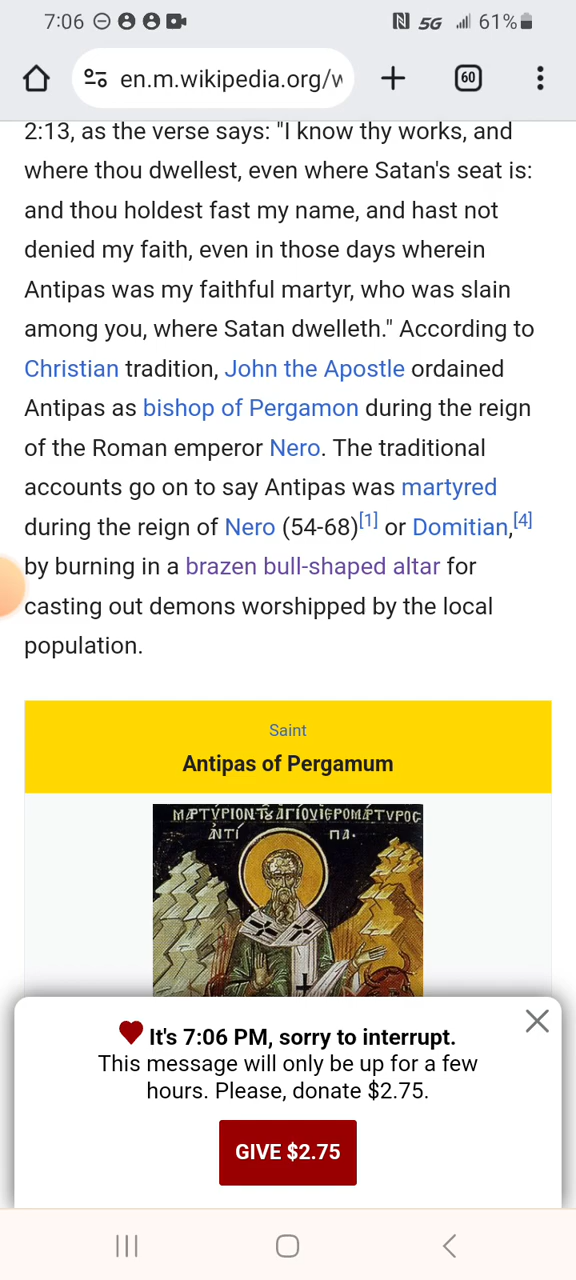 7:06
5G
61%
en.m.wikipedia.org/w
60
2:13, as the verse says: "I know thy works, and
where thou dwellest, even where Satan's seat is:
and thou holdest fast my name, and hast not
denied my faith, even in those days wherein
Antipas was my faithful martyr, who was slain
among you, where Satan dwelleth." According to
Christian tradition, John the Apostle ordained
Antipas as bishop of Pergamon during the reign
of the Roman emperor Nero. The traditional
accounts go on to say Antipas was martyred
during the reign of Nero (54-68)[1] or Domitian,[4]
by burning in a brazen bull-shaped altar for
casting out demons worshipped by the local
population.
Saint
Antipas of Pergamum
ΑΝΤΙ ΠΑ.
It's 7:06 PM, sorry to interrupt.
This message will only be up for a few
hours. Please, donate $2.75.
GIVE $2.75